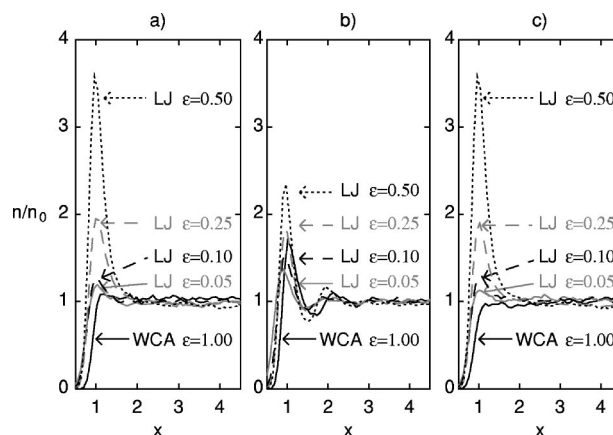 a) b) c)
4 4 4
LJ ε=0.50 LJ ε=0.50
3 3 3
LJ ε=0.50
n/n0 2 2 2
LJ ε=0.25 LJ ε=0.25 LJ ε=0.25
LJ ε=0.10 LJ ε=0.10 LJ ε=0.10
LJ ε=0.05 LJ ε=0.05 LJ ε=0.05
1 1 1
WCA ε=1.00 WCA ε=1.00 WCA ε=1.00
0 0 0
1 2 3 4 1 2 3 4 1 2 3 4
x x x